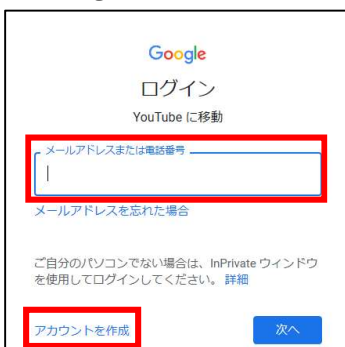 Google
ログイン
YouTube に移動
メールアドレスまたは電話番号
メールアドレスを忘れた場合
ご自分のパソコンでない場合は、InPrivate ウィンドウ
を使用してログインしてください。 詳細
アカウントを作成
次へ